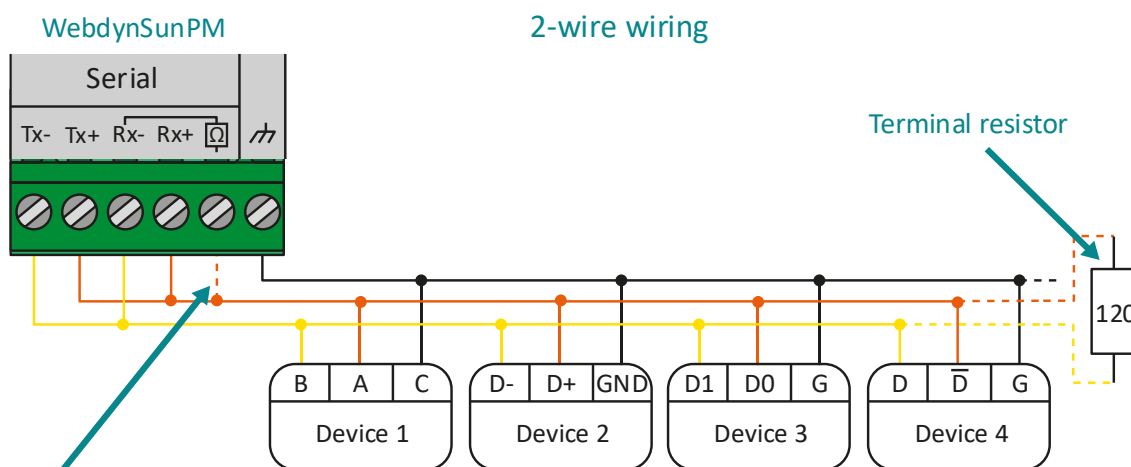 WebdynSunPM
2-wire wiring
Serial
Tx- Tx+ Rx- Rx+ Ω
Terminal resistor
120
B A C
D- D+ GND
D1 D0 G
D D̅ G
Device 1
Device 2
Device 3
Device 4